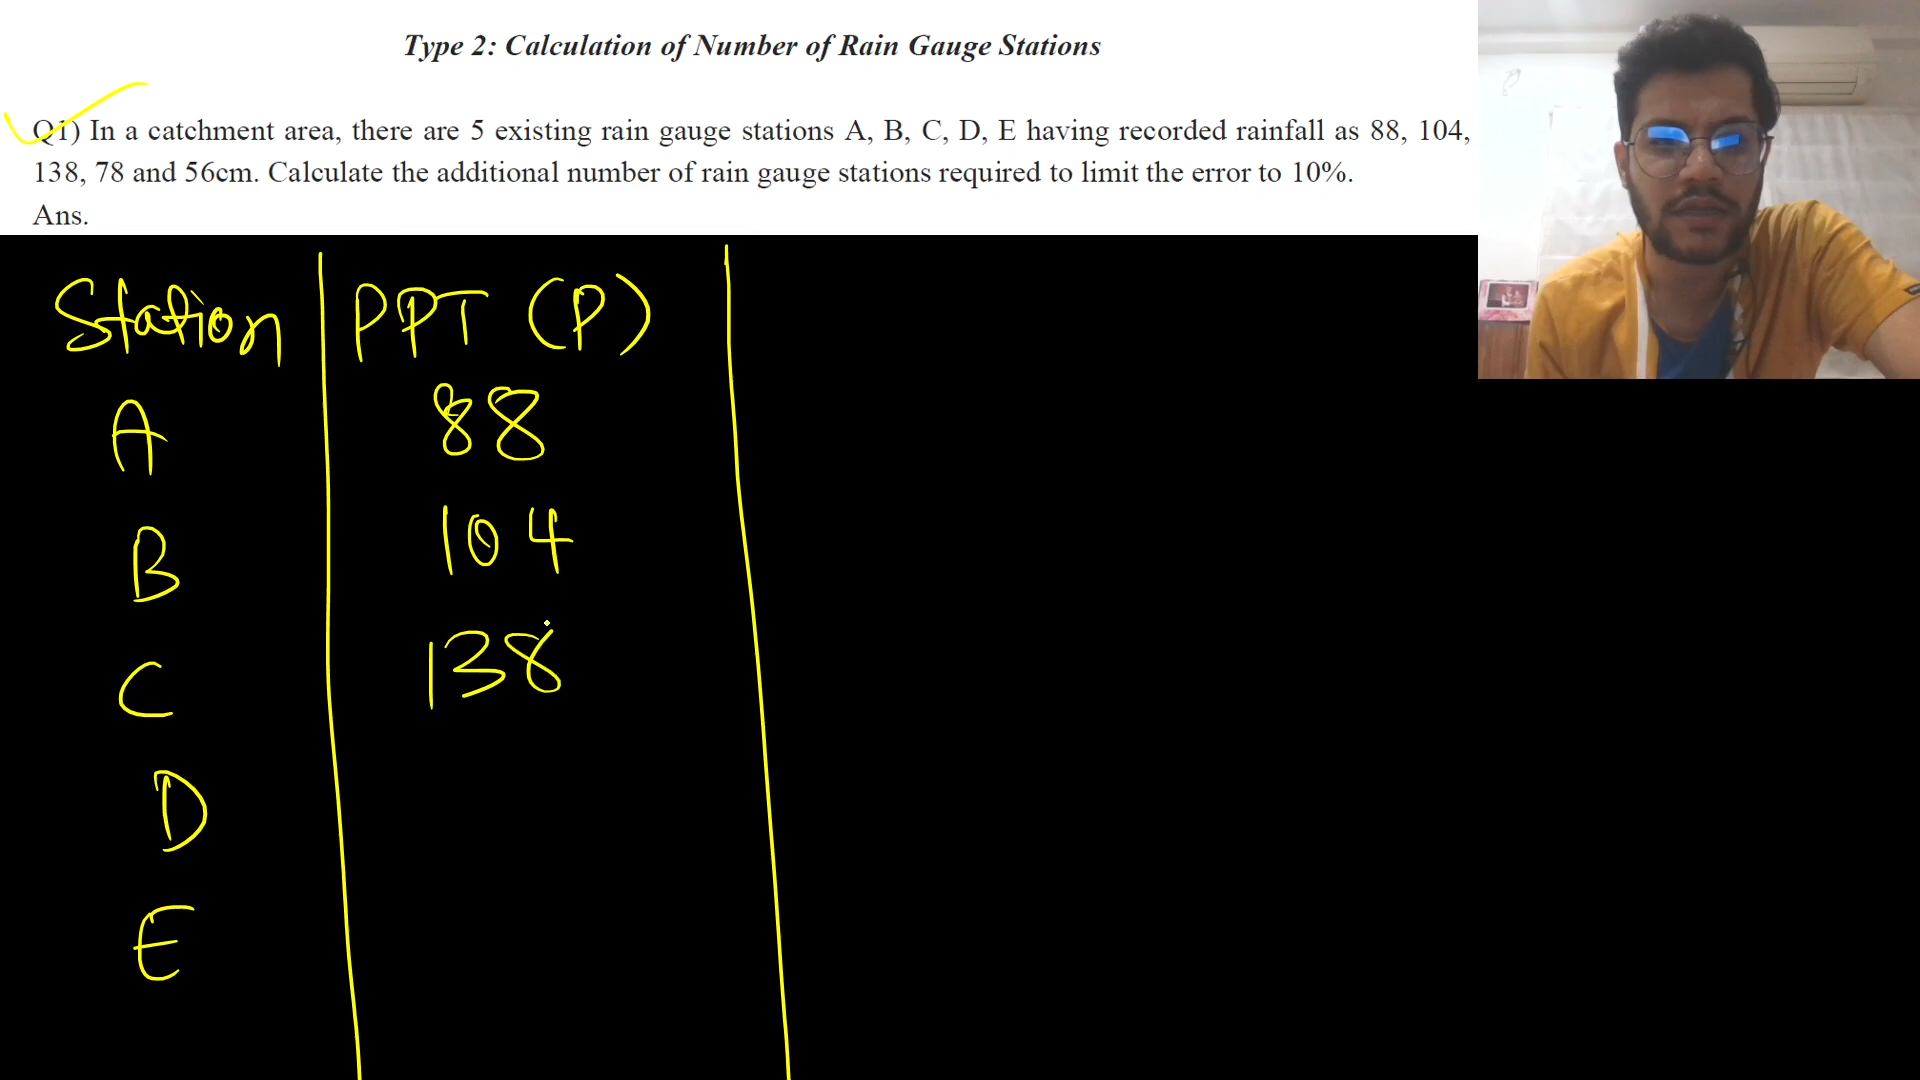 Type 2: Calculation of Number of Rain Gauge Stations
Q1) In a catchment area, there are 5 existing rain gauge stations A, B, C, D, E having recorded rainfall as 88, 104,
138, 78 and 56cm. Calculate the additional number of rain gauge stations required to limit the error to 10%.
Ans.
Station PPT (P)
A 88
B 104
C 138
D
E